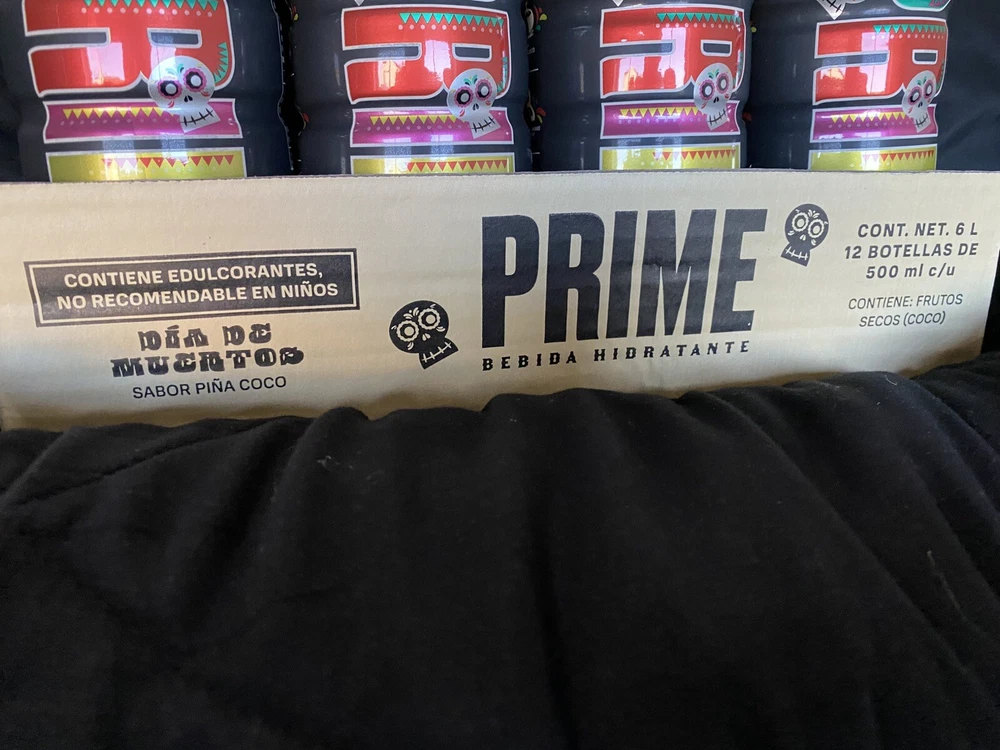 CONTIENE EDULCORANTES,
NO RECOMENDABLE EN NIÑOS
DÍA DE
MUERTOS
SABOR PIÑA COCO
PRIME
BEBIDA HIDRATANTE
CONT. NET. 6 L
12 BOTELLAS DE
500 ml c/u
CONTIENE: FRUTOS
SECOS (COCO)